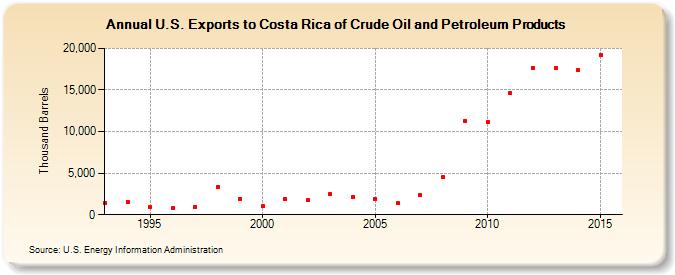 Annual U.S. Exports to Costa Rica of Crude Oil and Petroleum Products
Thousand Barrels
20,000
15,000
10,000
5,000
0
1995 2000 2005 2010 2015
Source: U.S. Energy Information Administration